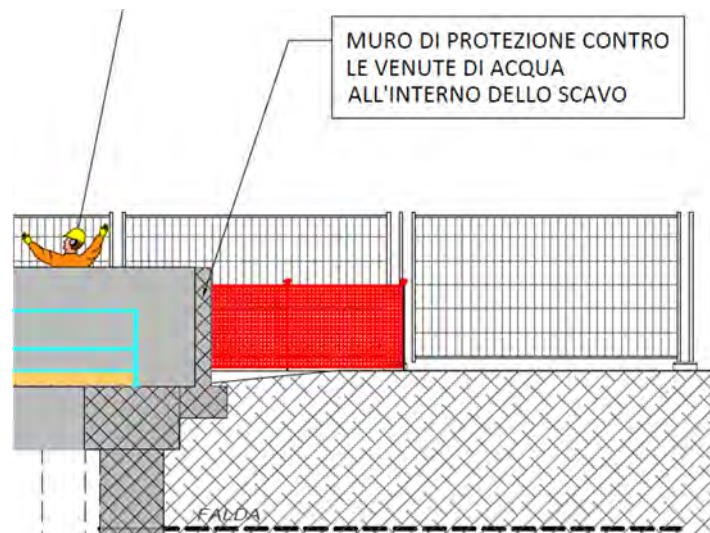 MURO DI PROTEZIONE CONTRO
LE VENUTE DI ACQUA
ALL'INTERNO DELLO SCAVO
FALDA